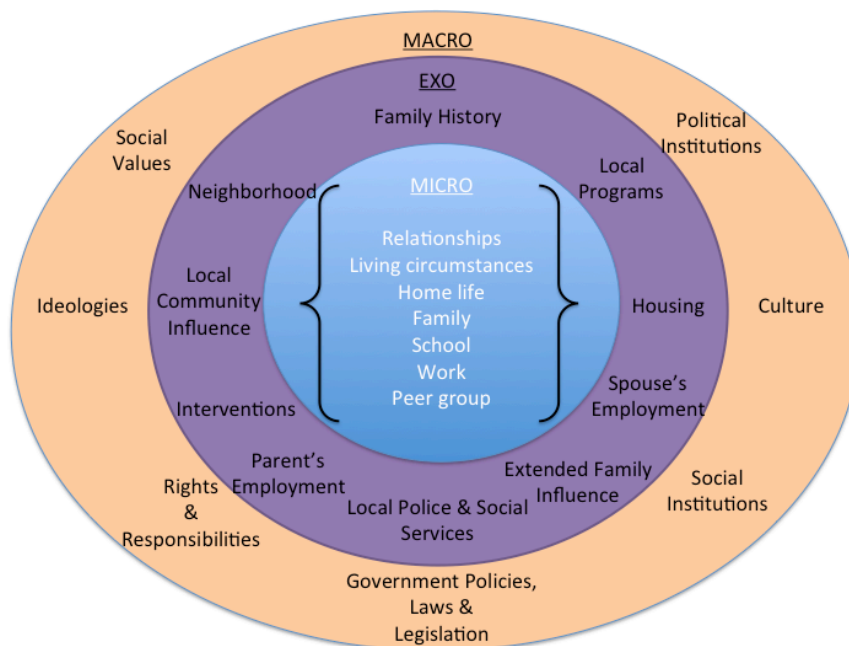 MACRO
EXO
Family History
Social
Values
Political
Institutions
Neighborhood
Local
Programs
MICRO
Relationships
Living circumstances
Home life
Family
School
Work
Peer group
Ideologies
Local
Community
Influence
Housing
Culture
Interventions
Spouse’s
Employment
Parent’s
Employment
Extended Family
Influence
Rights
&
Responsibilities
Local Police & Social
Services
Social
Institutions
Government Policies,
Laws &
Legislation